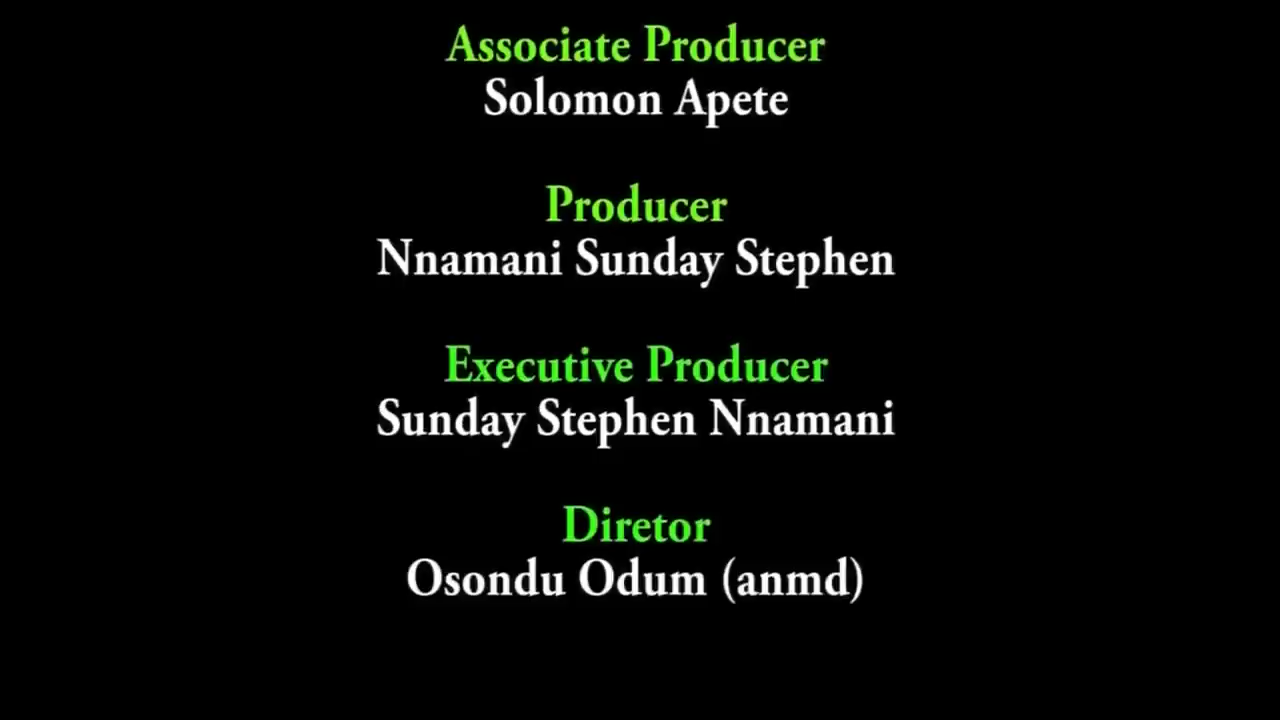 Associate Producer
Solomon Apete
Producer
Nnamani Sunday Stephen
Executive Producer
Sunday Stephen Nnamani
Diretor
Osondu Odum (anmd)